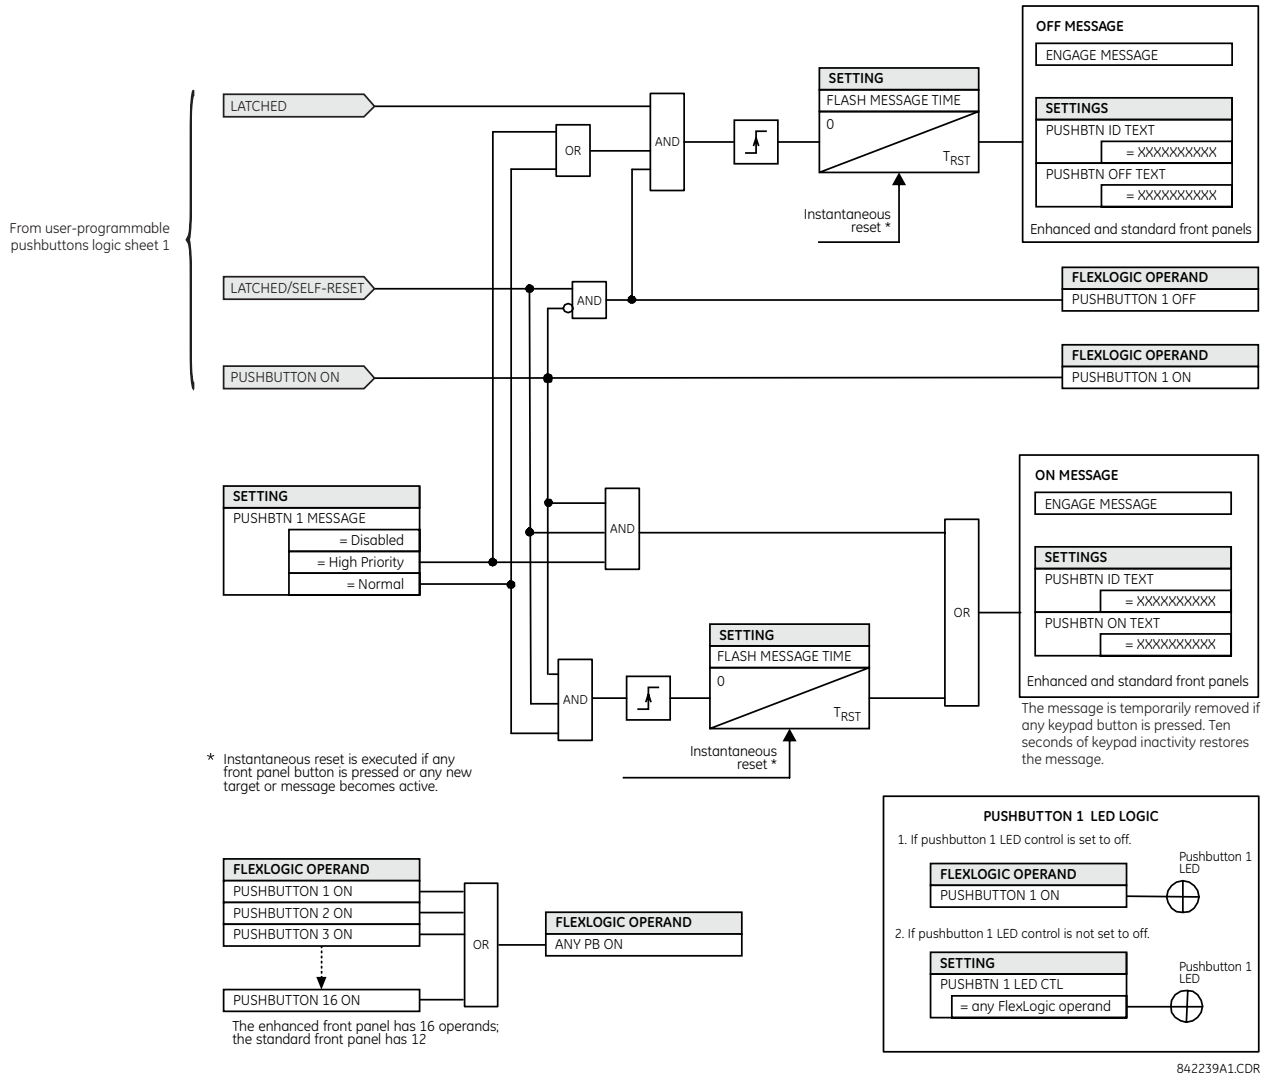 OFF MESSAGE
ENGAGE MESSAGE
SETTING
FLASH MESSAGE TIME
0
TRST
SETTINGS
PUSHBTN ID TEXT
= XXXXXXXXXX
PUSHBTN OFF TEXT
= XXXXXXXXXX
Enhanced and standard front panels
LATCHED
OR
AND
Instantaneous
reset *
From user-programmable
pushbuttons logic sheet 1
LATCHED/SELF-RESET
AND
FLEXLOGIC OPERAND
PUSHBUTTON 1 OFF
PUSHBUTTON ON
FLEXLOGIC OPERAND
PUSHBUTTON 1 ON
SETTING
PUSHBTN 1 MESSAGE
= Disabled
= High Priority
= Normal
AND
OR
ON MESSAGE
ENGAGE MESSAGE
SETTINGS
PUSHBTN ID TEXT
= XXXXXXXXXX
PUSHBTN ON TEXT
= XXXXXXXXXX
Enhanced and standard front panels
The message is temporarily removed if
any keypad button is pressed. Ten
seconds of keypad inactivity restores
the message.
AND
SETTING
FLASH MESSAGE TIME
0
TRST
Instantaneous
reset *
* Instantaneous reset is executed if any
front panel button is pressed or any new
target or message becomes active.
FLEXLOGIC OPERAND
PUSHBUTTON 1 ON
PUSHBUTTON 2 ON
PUSHBUTTON 3 ON
PUSHBUTTON 16 ON
OR
FLEXLOGIC OPERAND
ANY PB ON
The enhanced front panel has 16 operands;
the standard front panel has 12
PUSHBUTTON 1 LED LOGIC
1. If pushbutton 1 LED control is set to off.
FLEXLOGIC OPERAND
PUSHBUTTON 1 ON
Pushbutton 1
LED
2. If pushbutton 1 LED control is not set to off.
SETTING
PUSHBTN 1 LED CTL
= any FlexLogic operand
Pushbutton 1
LED
842239A1.CDR